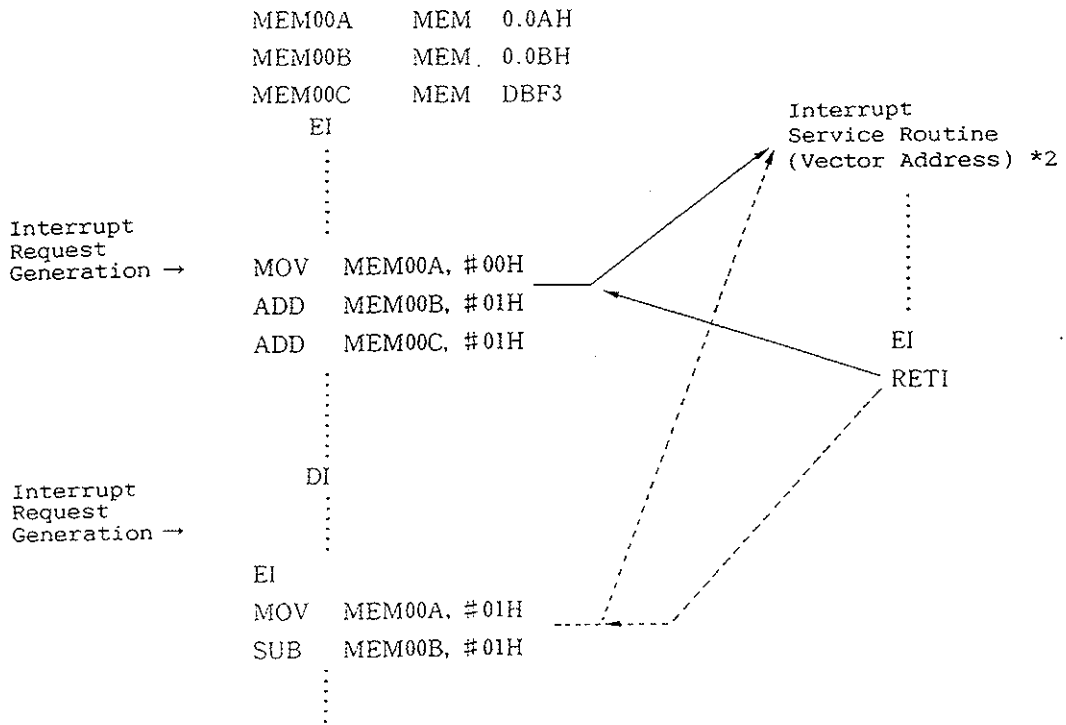 MEM00A MEM 0.0AH
MEM00B MEM. 0.0BH
MEM00C MEM DBF3
EI
Interrupt
Service Routine
(Vector Address) *2
Interrupt
Request
Generation →
MOV MEM00A, #00H
ADD MEM00B, #01H
ADD MEM00C, #01H
EI
RETI
DI
Interrupt
Request
Generation →
EI
MOV MEM00A, #01H
SUB MEM00B, #01H